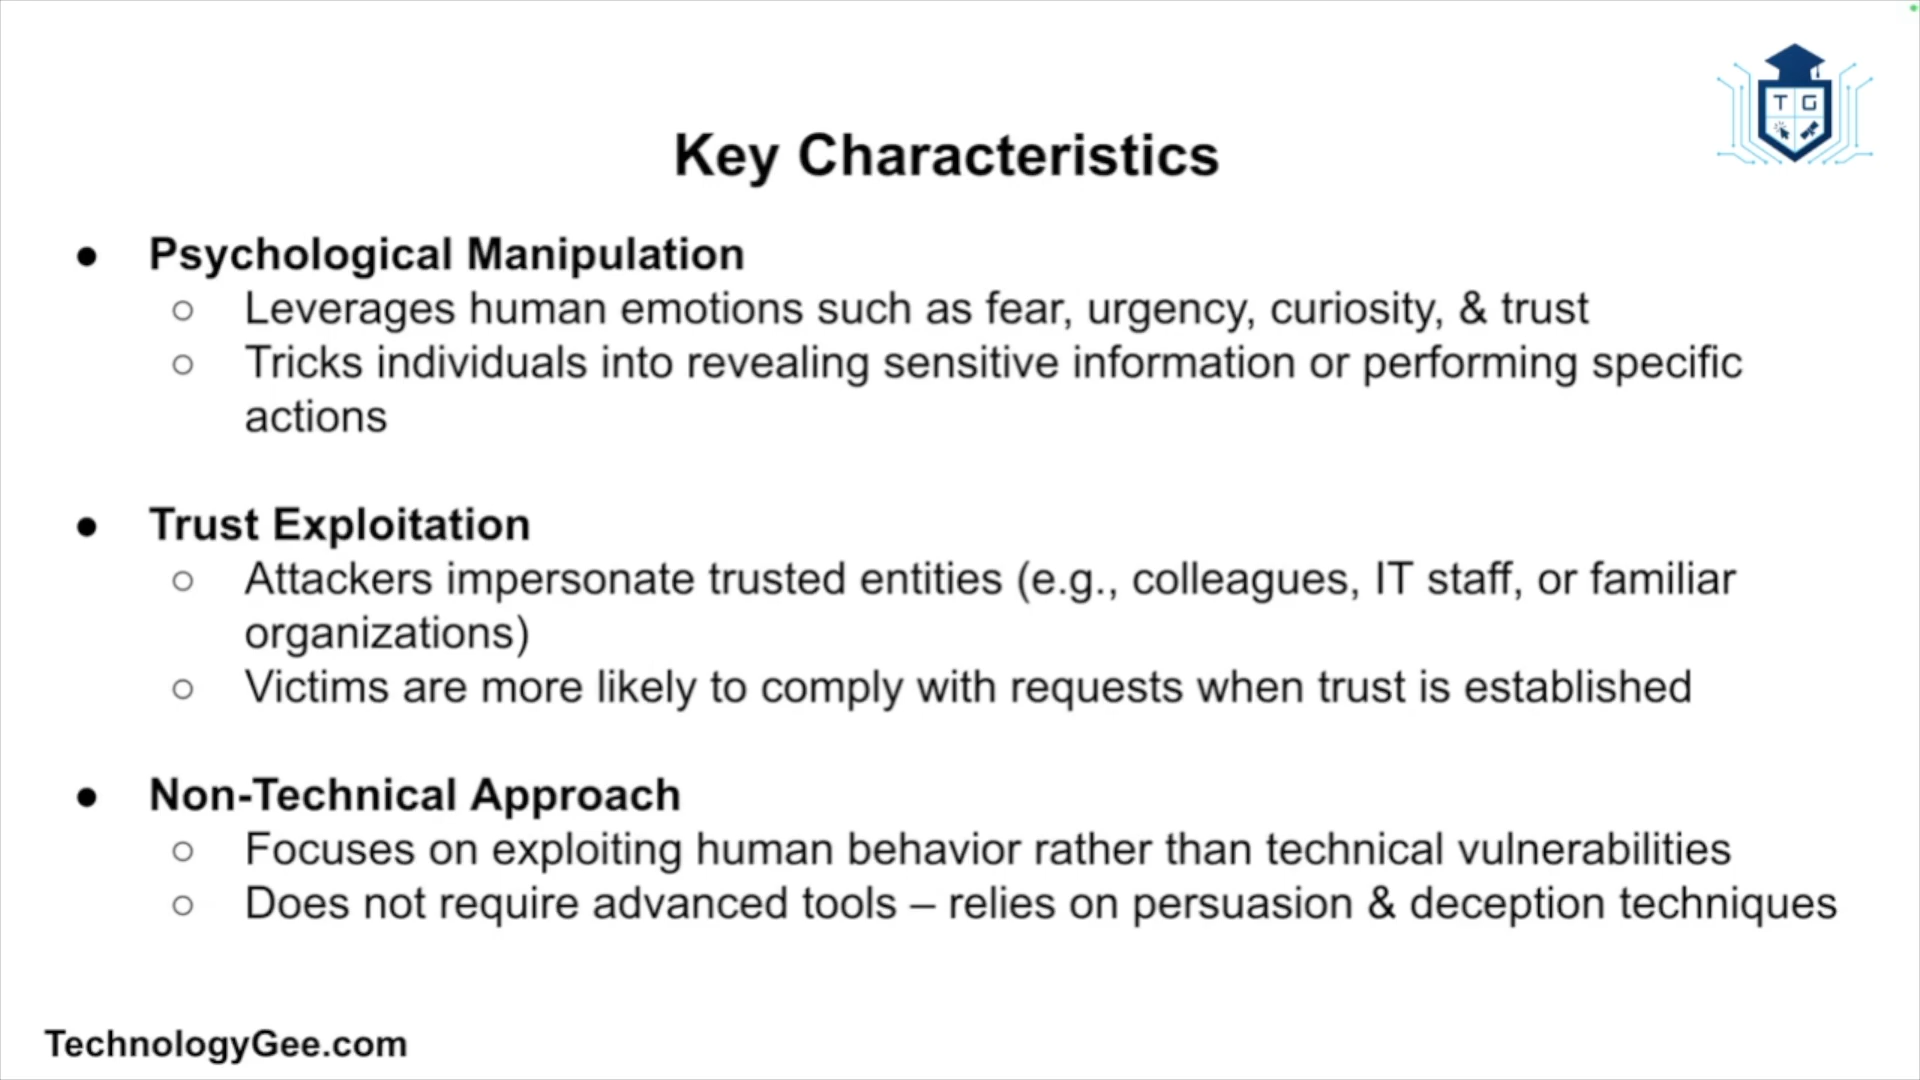 T G
Key Characteristics
● Psychological Manipulation
○ Leverages human emotions such as fear, urgency, curiosity, & trust
○ Tricks individuals into revealing sensitive information or performing specific
actions
● Trust Exploitation
○ Attackers impersonate trusted entities (e.g., colleagues, IT staff, or familiar
organizations)
○ Victims are more likely to comply with requests when trust is established
● Non-Technical Approach
○ Focuses on exploiting human behavior rather than technical vulnerabilities
○ Does not require advanced tools – relies on persuasion & deception techniques
TechnologyGee.com